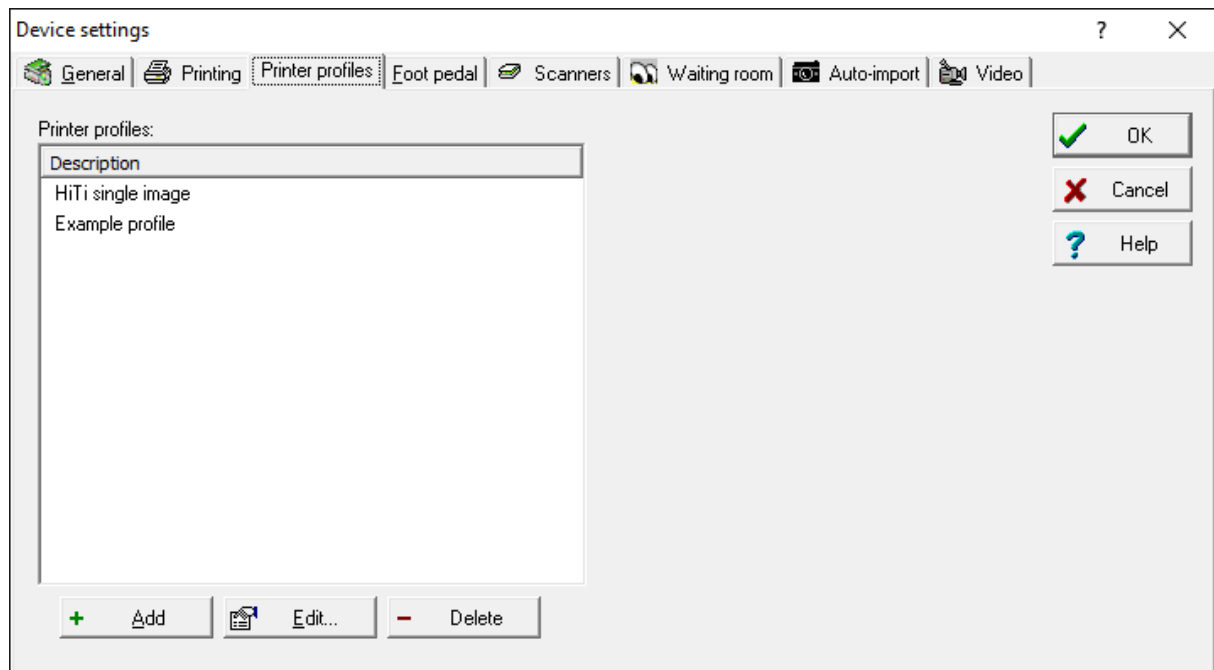 Device settings ?
General Printing Printer profiles Foot pedal Scanners Waiting room Auto-import Video
Printer profiles:
Description
HiTi single image
Example profile
OK
Cancel
? Help
+ Add Edit... - Delete